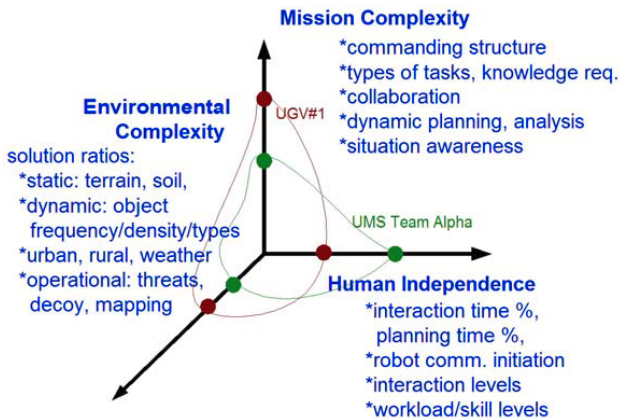 Mission Complexity
*commanding structure
*types of tasks, knowledge req.
*collaboration
*dynamic planning, analysis
*situation awareness
Environmental
Complexity
solution ratios:
*static: terrain, soil,
*dynamic: object
frequency/density/types
*urban, rural, weather
*operational: threats,
decoy, mapping
UGV#1
UMS Team Alpha
Human Independence
*interaction time %,
planning time %,
*robot comm. initiation
*interaction levels
*workload/skill levels